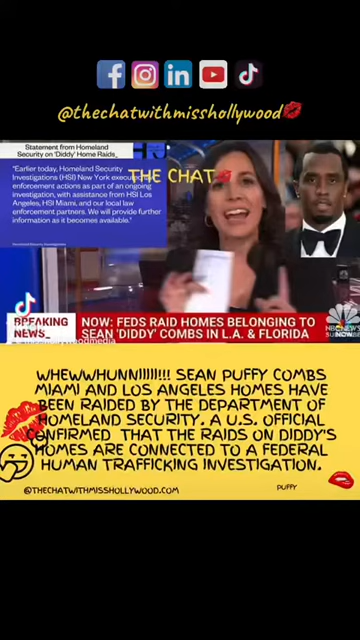 @thechatwithmisshollywood
Statement from Homeland
Security on 'Diddy' Home Raids_
"Earlier today, Homeland Security
Investigations (HSI) New York executed
enforcement actions as part of an ongoing
investigation, with assistance from HSI Los
Angeles, HSI Miami, and our local law
enforcement partners. We will provide further
information as it becomes available."
THE CHAT
BREAKING
NEWS_
NOW: FEDS RAID HOMES BELONGING TO
SEAN 'DIDDY' COMBS IN L.A. & FLORIDA
NBC NEWS
NOW
WHEWWHUNNIIIII!!! SEAN PUFFY COMBS
MIAMI AND LOS ANGELES HOMES HAVE
BEEN RAIDED BY THE DEPARTMENT OF
HOMELAND SECURITY. A U.S. OFFICIAL
CONFIRMED THAT THE RAIDS ON DIDDY'S
HOMES ARE CONNECTED TO A FEDERAL
HUMAN TRAFFICKING INVESTIGATION.
@THECHATWITHMISSHOLLYWOOD.COM
PUFFY